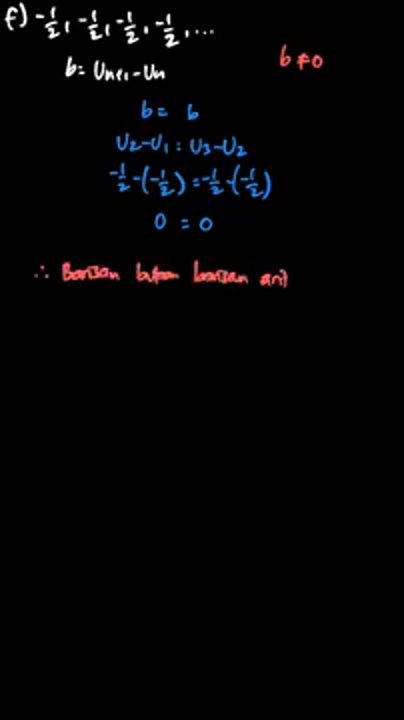 f) -1/2, -1/2, -1/2, -1/2, ...
b = Un+1 - Un
b ≠ 0
b = b
U2 - U1 = U3 - U2
-1/2 - (-1/2) = -1/2 - (-1/2)
0 = 0
∴ Barisan bukan barisan arit